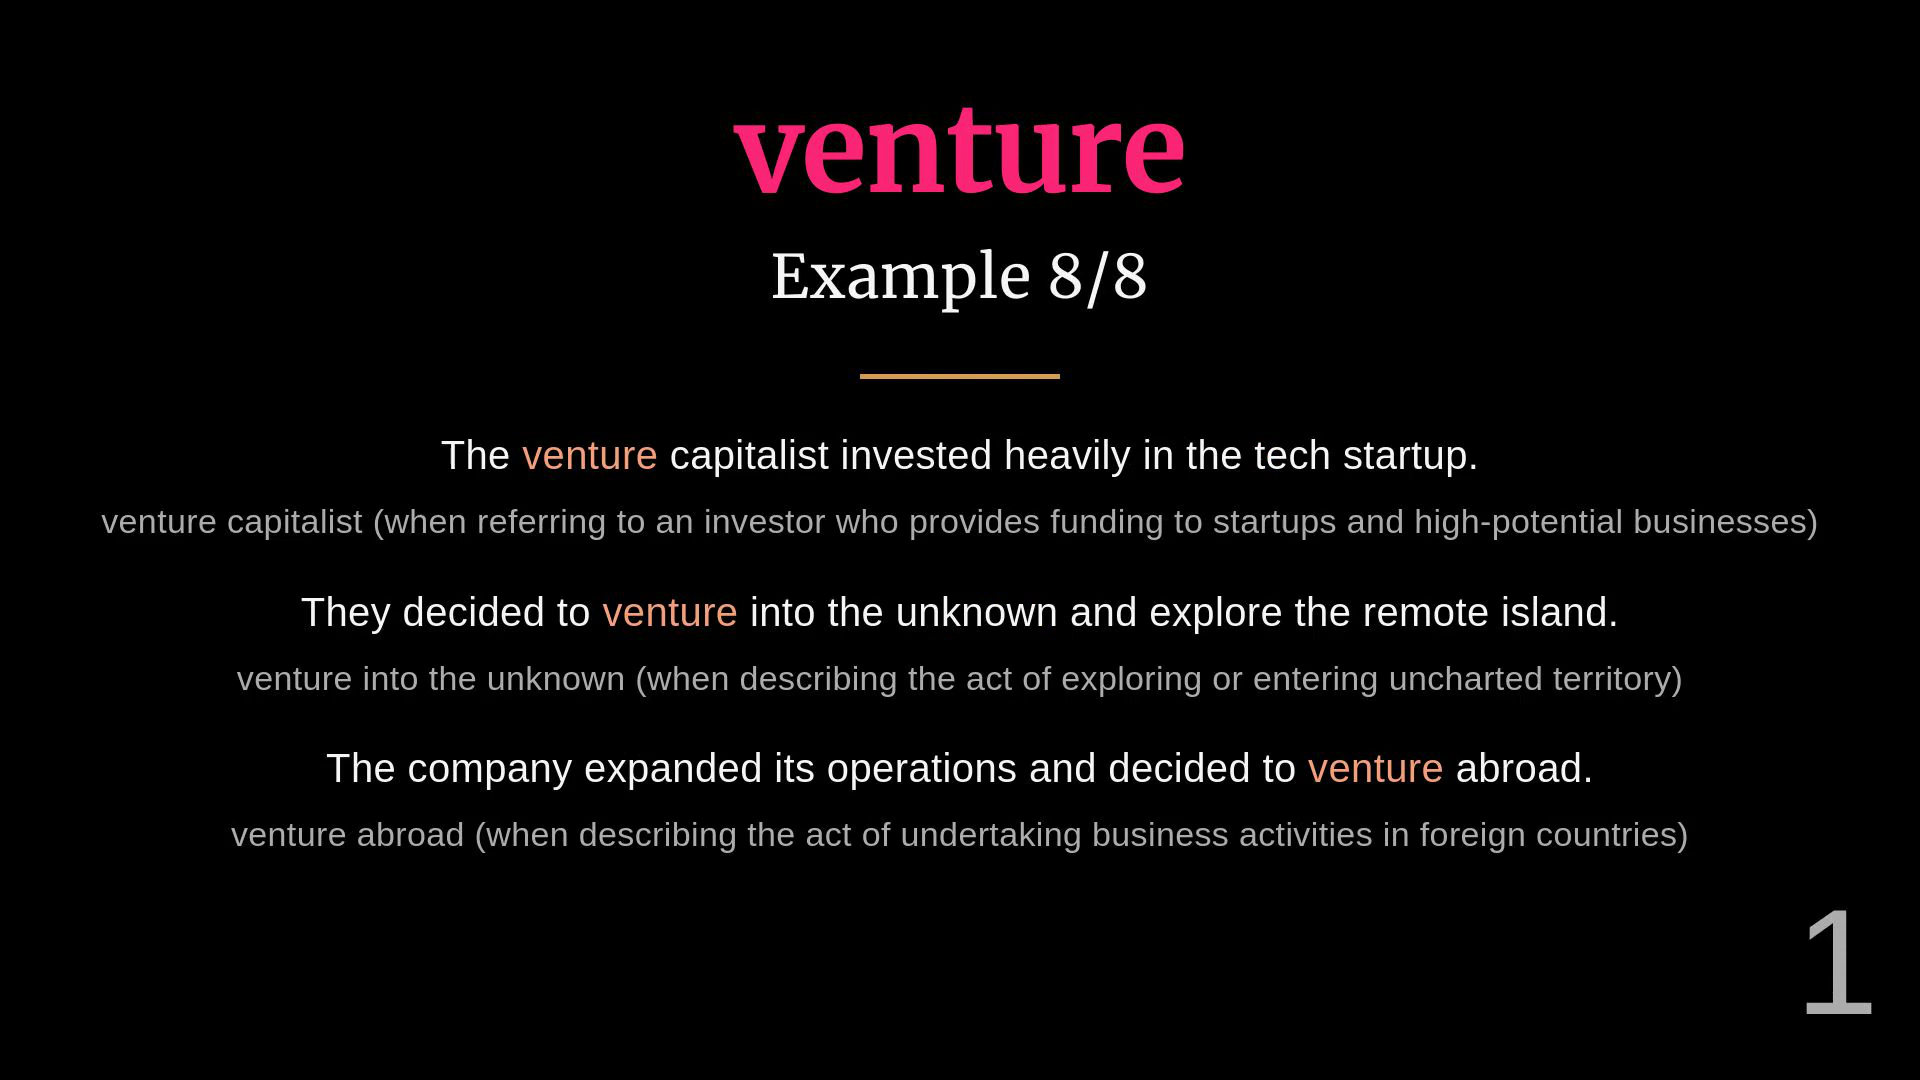 venture
Example 8/8
The venture capitalist invested heavily in the tech startup.
venture capitalist (when referring to an investor who provides funding to startups and high-potential businesses)
They decided to venture into the unknown and explore the remote island.
venture into the unknown (when describing the act of exploring or entering uncharted territory)
The company expanded its operations and decided to venture abroad.
venture abroad (when describing the act of undertaking business activities in foreign countries)
1